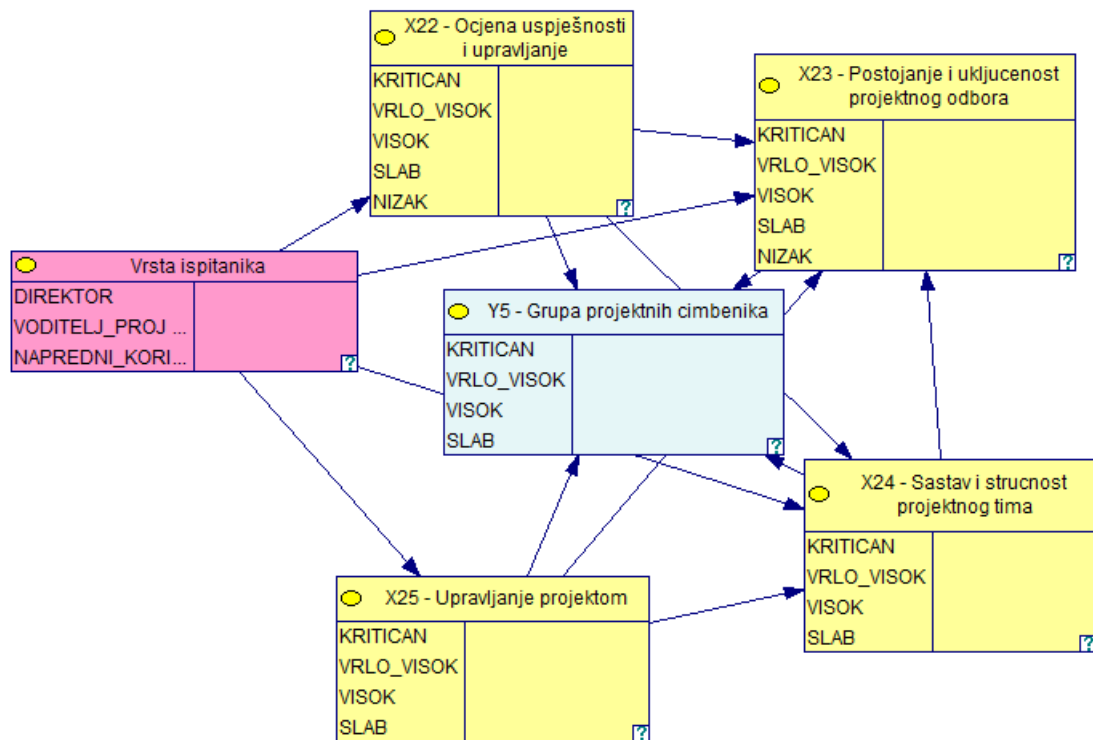 X22 - Ocjena uspješnosti
i upravljanje
KRITICAN
VRLO_VISOK
VISOK
SLAB
NIZAK
?
X23 - Postojanje i ukljucenost
projektnog odbora
KRITICAN
VRLO_VISOK
VISOK
SLAB
NIZAK
?
Vrsta ispitanika
DIREKTOR
VODITELJ_PROJ ...
NAPREDNI_KORI...
?
Y5 - Grupa projektnih cimbenika
KRITICAN
VRLO_VISOK
VISOK
SLAB
?
X24 - Sastav i strucnost
projektnog tima
KRITICAN
VRLO_VISOK
VISOK
SLAB
?
X25 - Upravljanje projektom
KRITICAN
VRLO_VISOK
VISOK
SLAB
?